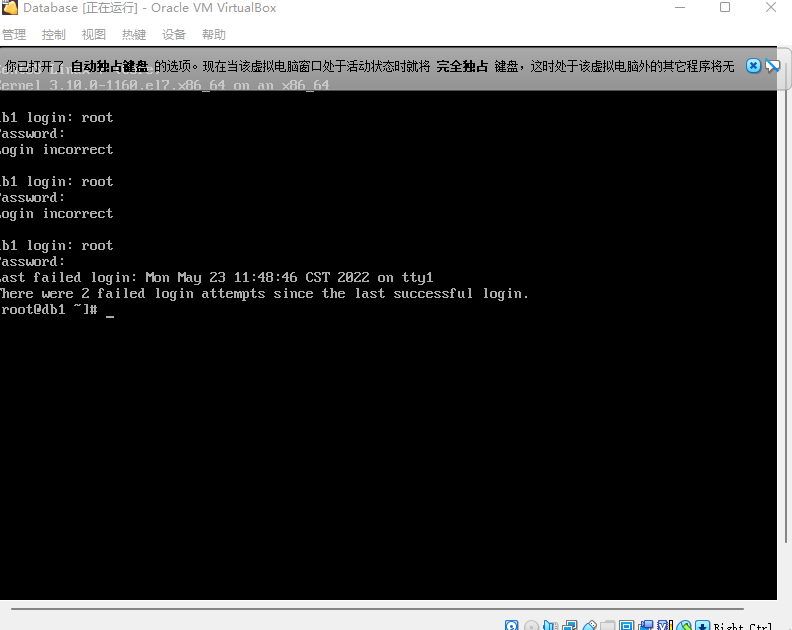 Database [正在运行] - Oracle VM VirtualBox
管理 控制 视图 热键 设备 帮助
你已打开了 自动独占键盘 的选项。现在当该虚拟电脑窗口处于活动状态时就将 完全独占 键盘，这时处于该虚拟电脑外的其它程序将无
ernel 3.10.0-1160.el7.x86_64 on an x86_64
b1 login: root
assword:
ogin incorrect
b1 login: root
assword:
ogin incorrect
b1 login: root
assword:
ast failed login: Mon May 23 11:48:46 CST 2022 on tty1
here were 2 failed login attempts since the last successful login.
root@db1 ~]# _
Right Ctrl